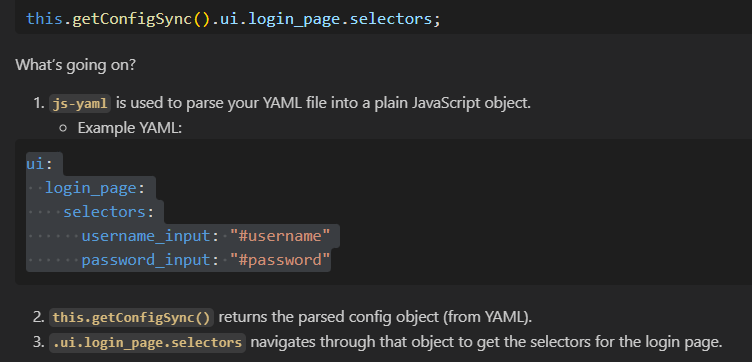 this.getConfigSync().ui.login_page.selectors;
What's going on?
1. js-yaml is used to parse your YAML file into a plain JavaScript object.
○ Example YAML:
ui:
login_page:
selectors:
username_input: "#username"
password_input: "#password"
2. this.getConfigSync() returns the parsed config object (from YAML).
3. .ui.login_page.selectors navigates through that object to get the selectors for the login page.